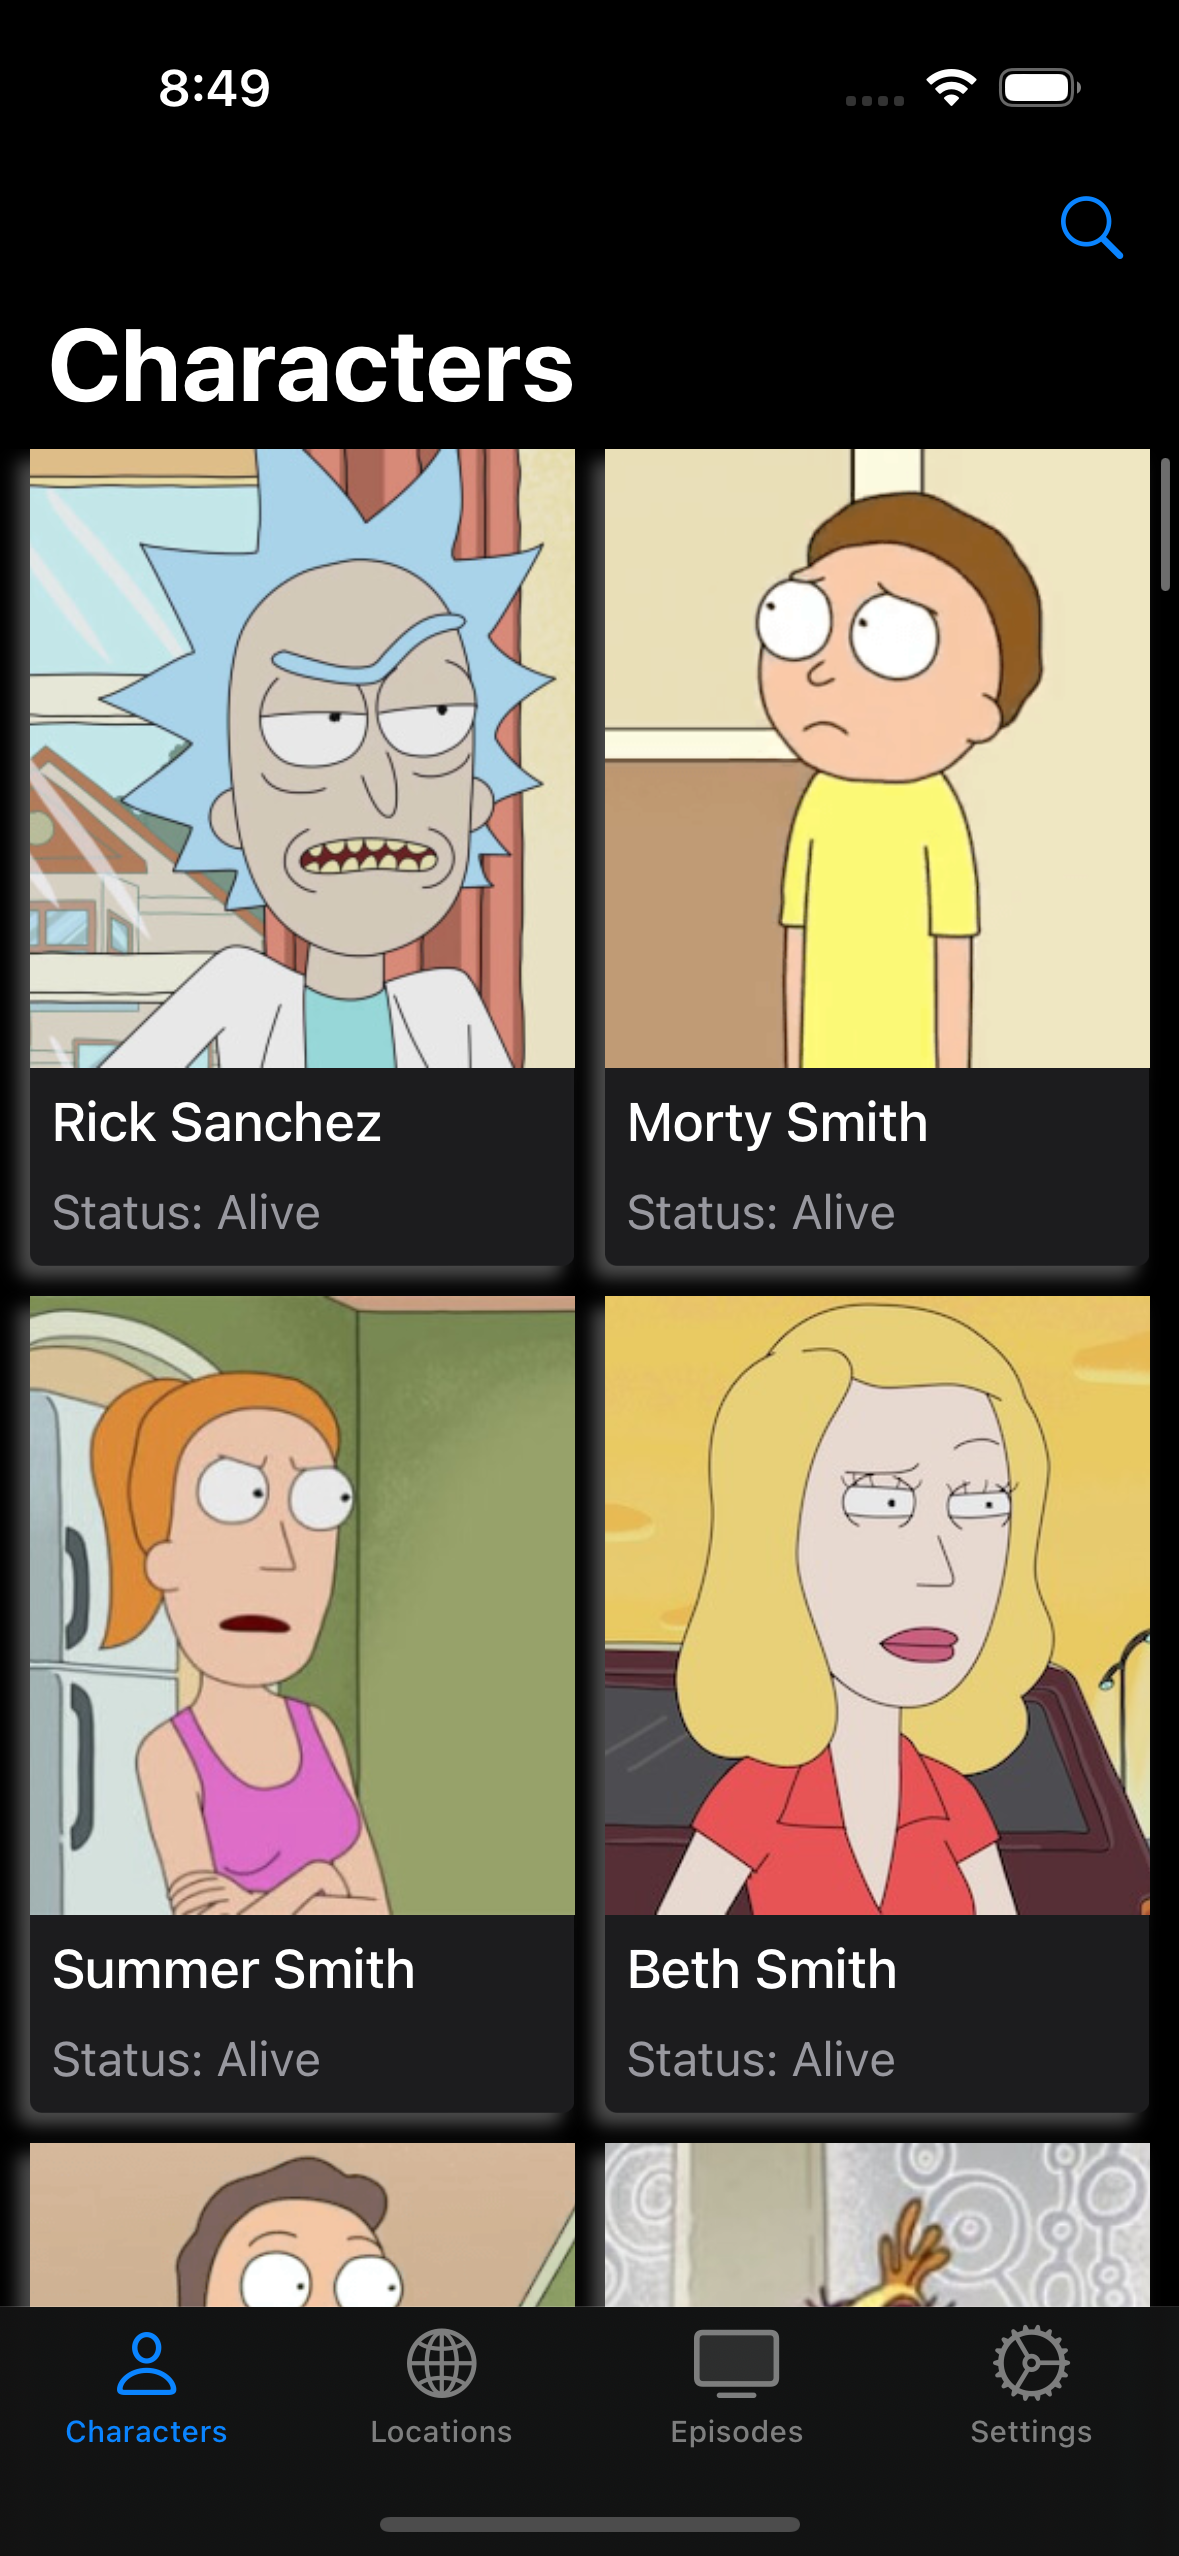 8:49
Characters
Rick Sanchez
Status: Alive
Morty Smith
Status: Alive
Summer Smith
Status: Alive
Beth Smith
Status: Alive
Characters
Locations
Episodes
Settings